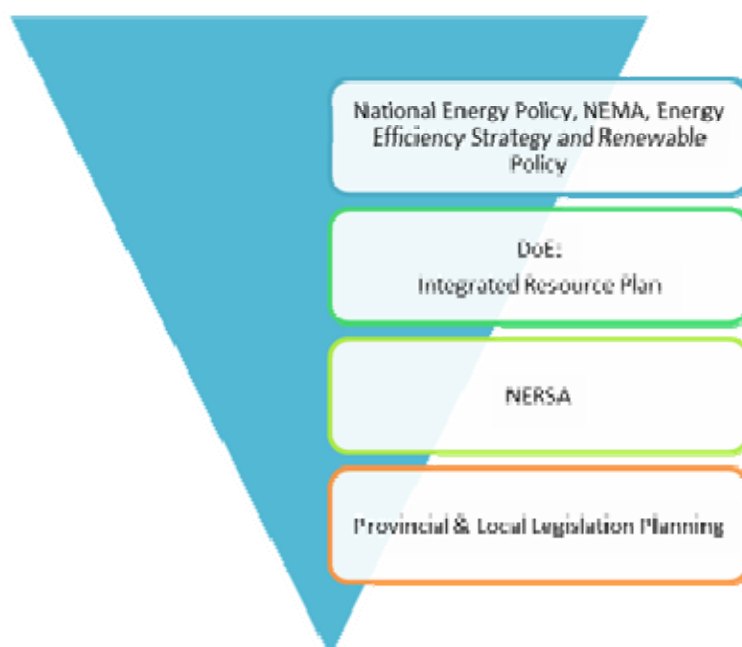 National Energy Policy, NEMA, Energy
Efficiency Strategy and Renewable
Policy
DoE:
Integrated Resource Plan
NERSA
Provincial & Local Legislation Planning